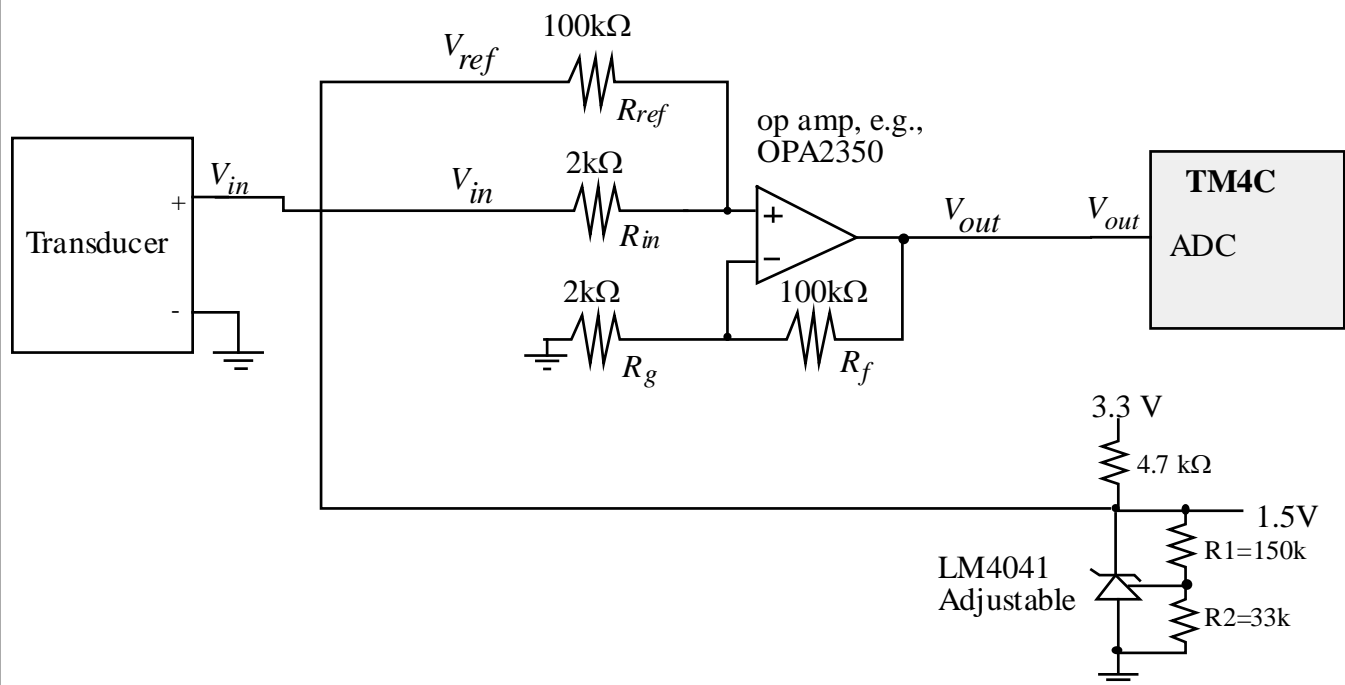 100kΩ
Vref
Rref
op amp, e.g.,
OPA2350
2kΩ
Vin
Vin
+
Transducer
-
Rin
+
−
Vout
Vout
TM4C
ADC
2kΩ
100kΩ
Rg
Rf
3.3 V
4.7 kΩ
1.5V
R1=150k
LM4041
Adjustable
R2=33k